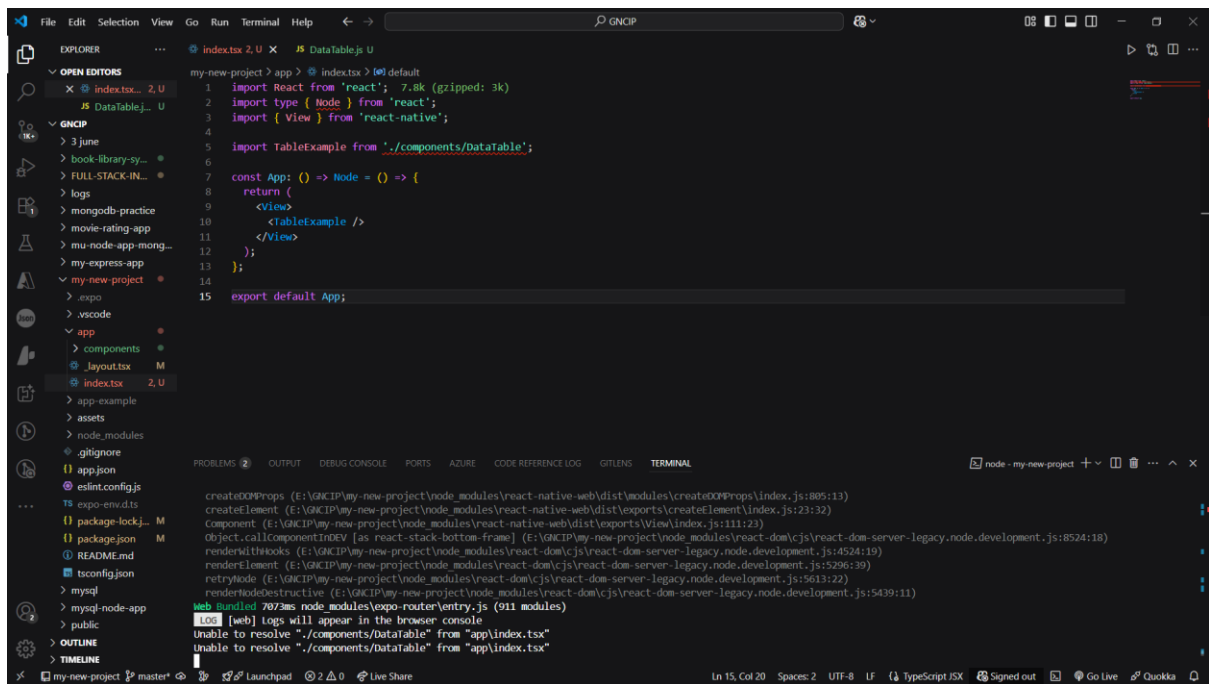 File Edit Selection View Go Run Terminal Help
GNCIP
EXPLORER
OPEN EDITORS
index.tsx... 2, U
JS DataTable.j... U
GNCIP
3 june
book-library-sy...
FULL-STACK-IN...
logs
mongodb-practice
movie-rating-app
mu-node-app-mong...
my-express-app
my-new-project
.expo
.vscode
app
components
_layout.tsx M
index.tsx 2, U
app-example
assets
node_modules
.gitignore
{} app.json
eslint.config.js
TS expo-env.d.ts
{} package-lock.j... M
{} package.json M
README.md
tsconfig.json
mysql
mysql-node-app
public
OUTLINE
TIMELINE
1K+
1
Json
2
index.tsx 2, U JS DataTable.js U
my-new-project > app > index.tsx > default
1 import React from 'react'; 7.8k (gzipped: 3k)
2 import type { Node } from 'react';
3 import { View } from 'react-native';
4
5 import TableExample from './components/DataTable';
6
7 const App: () => Node = () => {
8 return (
9 <View>
10 <TableExample />
11 </View>
12 );
13 };
14
15 export default App;
PROBLEMS 2 OUTPUT DEBUG CONSOLE PORTS AZURE CODE REFERENCE LOG GITLENS TERMINAL
node - my-new-project
createDOMProps (E:\GNCIP\my-new-project\node_modules\react-native-web\dist\modules\createDOMProps\index.js:805:13)
createElement (E:\GNCIP\my-new-project\node_modules\react-native-web\dist\exports\createElement\index.js:23:32)
Component (E:\GNCIP\my-new-project\node_modules\react-native-web\dist\exports\View\index.js:111:23)
Object.callComponentInDEV [as react-stack-bottom-frame] (E:\GNCIP\my-new-project\node_modules\react-dom\cjs\react-dom-server-legacy.node.development.js:8524:18)
renderWithHooks (E:\GNCIP\my-new-project\node_modules\react-dom\cjs\react-dom-server-legacy.node.development.js:4524:19)
renderElement (E:\GNCIP\my-new-project\node_modules\react-dom\cjs\react-dom-server-legacy.node.development.js:5296:39)
retryNode (E:\GNCIP\my-new-project\node_modules\react-dom\cjs\react-dom-server-legacy.node.development.js:5613:22)
renderNodeDestructive (E:\GNCIP\my-new-project\node_modules\react-dom\cjs\react-dom-server-legacy.node.development.js:5439:11)
Web Bundled 7073ms node_modules\expo-router\entry.js (911 modules)
LOG [web] Logs will appear in the browser console
Unable to resolve "./components/DataTable" from "app\index.tsx"
Unable to resolve "./components/DataTable" from "app\index.tsx"
my-new-project master* Launchpad 2 0 Live Share Ln 15, Col 20 Spaces: 2 UTF-8 LF TypeScript JSX Signed out Go Live Quokka